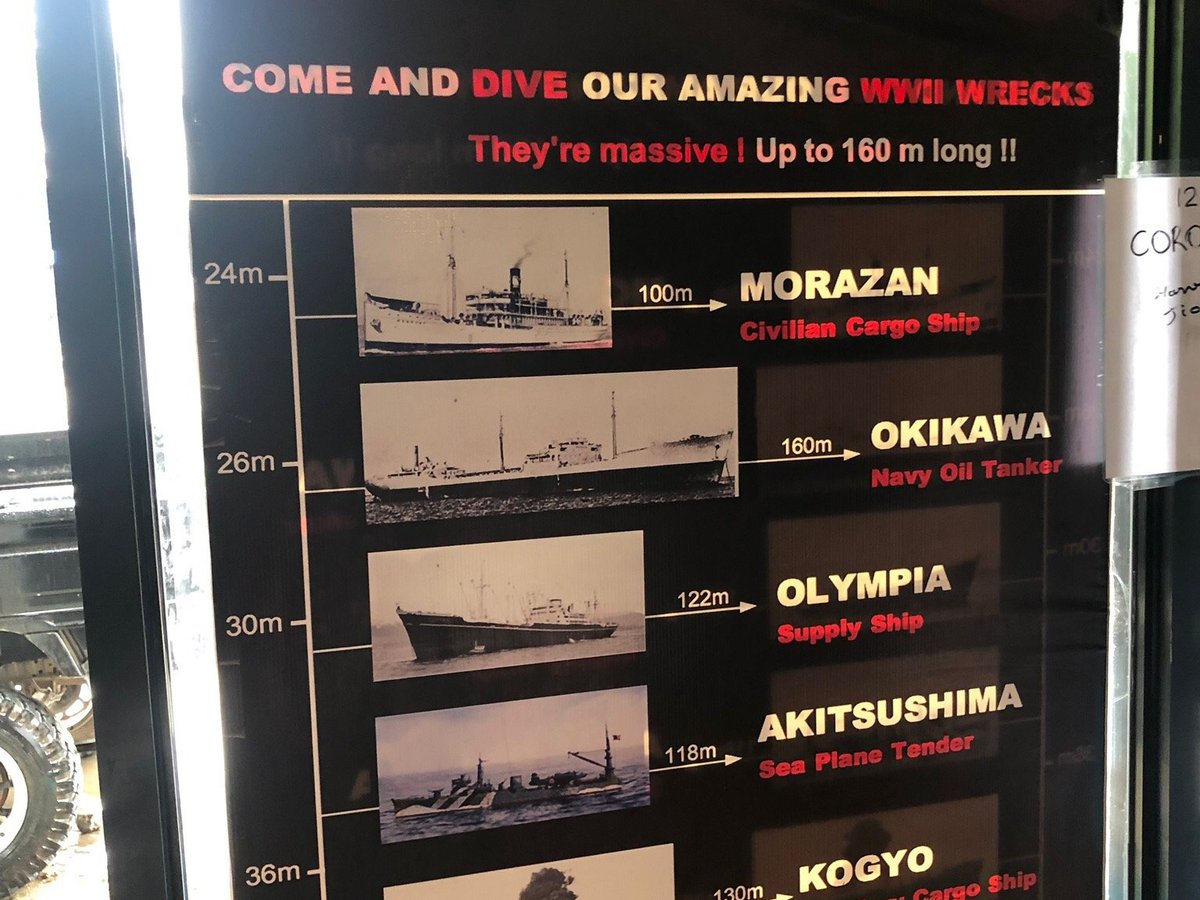 COME AND DIVE OUR AMAZING WWII WRECKS
They're massive ! Up to 160 m long !!
24m
100m
MORAZAN
Civilian Cargo Ship
26m
160m
OKIKAWA
Navy Oil Tanker
30m
122m
OLYMPIA
Supply Ship
118m
AKITSUSHIMA
Sea Plane Tender
36m
130m
KOGYO
Cargo Ship
12
CORO